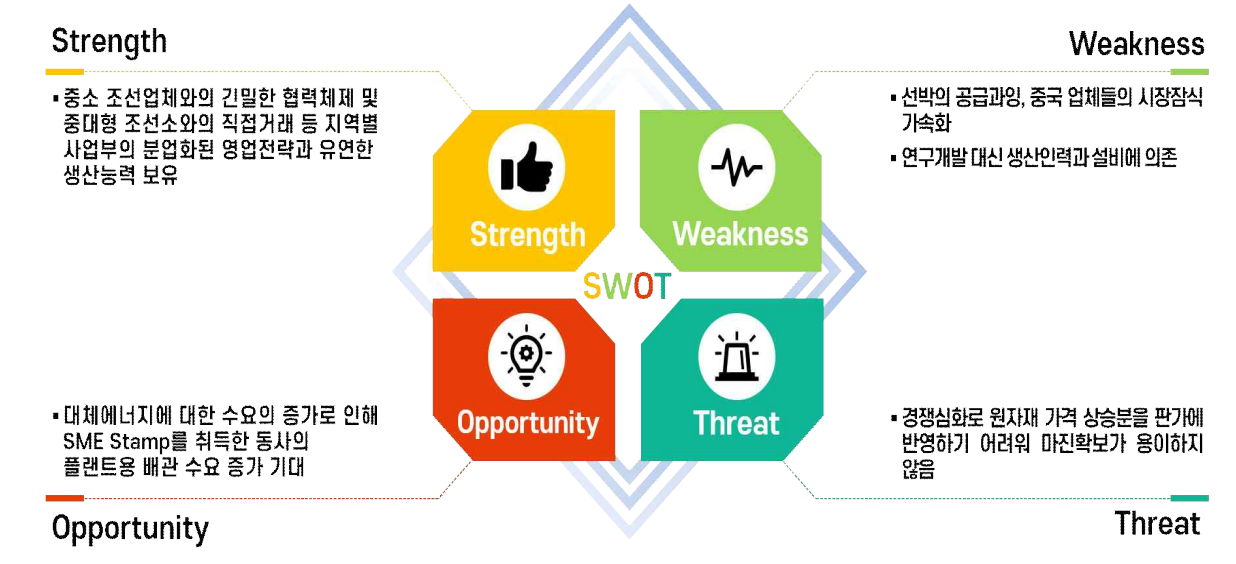 Strength
▪ 중소 조선업체와의 긴밀한 협력체제 및
중대형 조선소와의 직접거래 등 지역별
사업부의 분업화된 영업전략과 유연한
생산능력 보유
Weakness
▪ 선박의 공급과잉, 중국 업체들의 시장잠식
가속화
▪ 연구개발 대신 생산인력과 설비에 의존
Strength
Weakness
SWOT
Opportunity
Threat
▪ 대체에너지에 대한 수요의 증가로 인해
SME Stamp를 취득한 동사의
플랜트용 배관 수요 증가 기대
Opportunity
▪ 경쟁심화로 원자재 가격 상승분을 판가에
반영하기 어려워 마진확보가 용이하지
않음
Threat